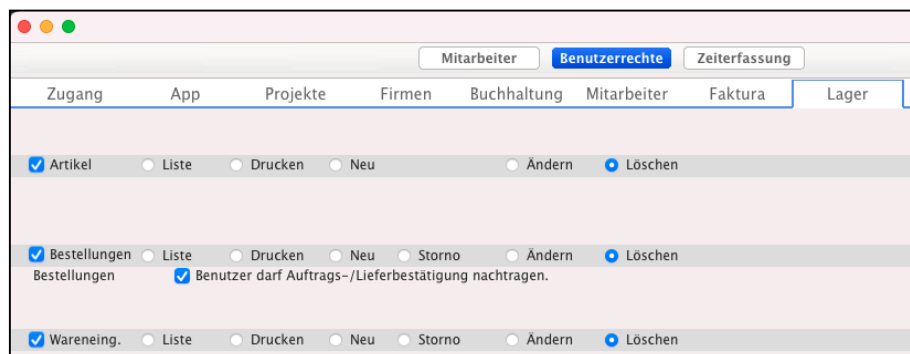 Mitarbeiter Benutzerrechte Zeiterfassung
Zugang App Projekte Firmen Buchhaltung Mitarbeiter Faktura Lager
Artikel Liste Drucken Neu Ändern Löschen
Bestellungen Liste Drucken Neu Storno Ändern Löschen
Bestellungen Benutzer darf Auftrags-/Lieferbestätigung nachtragen.
Wareneing. Liste Drucken Neu Storno Ändern Löschen